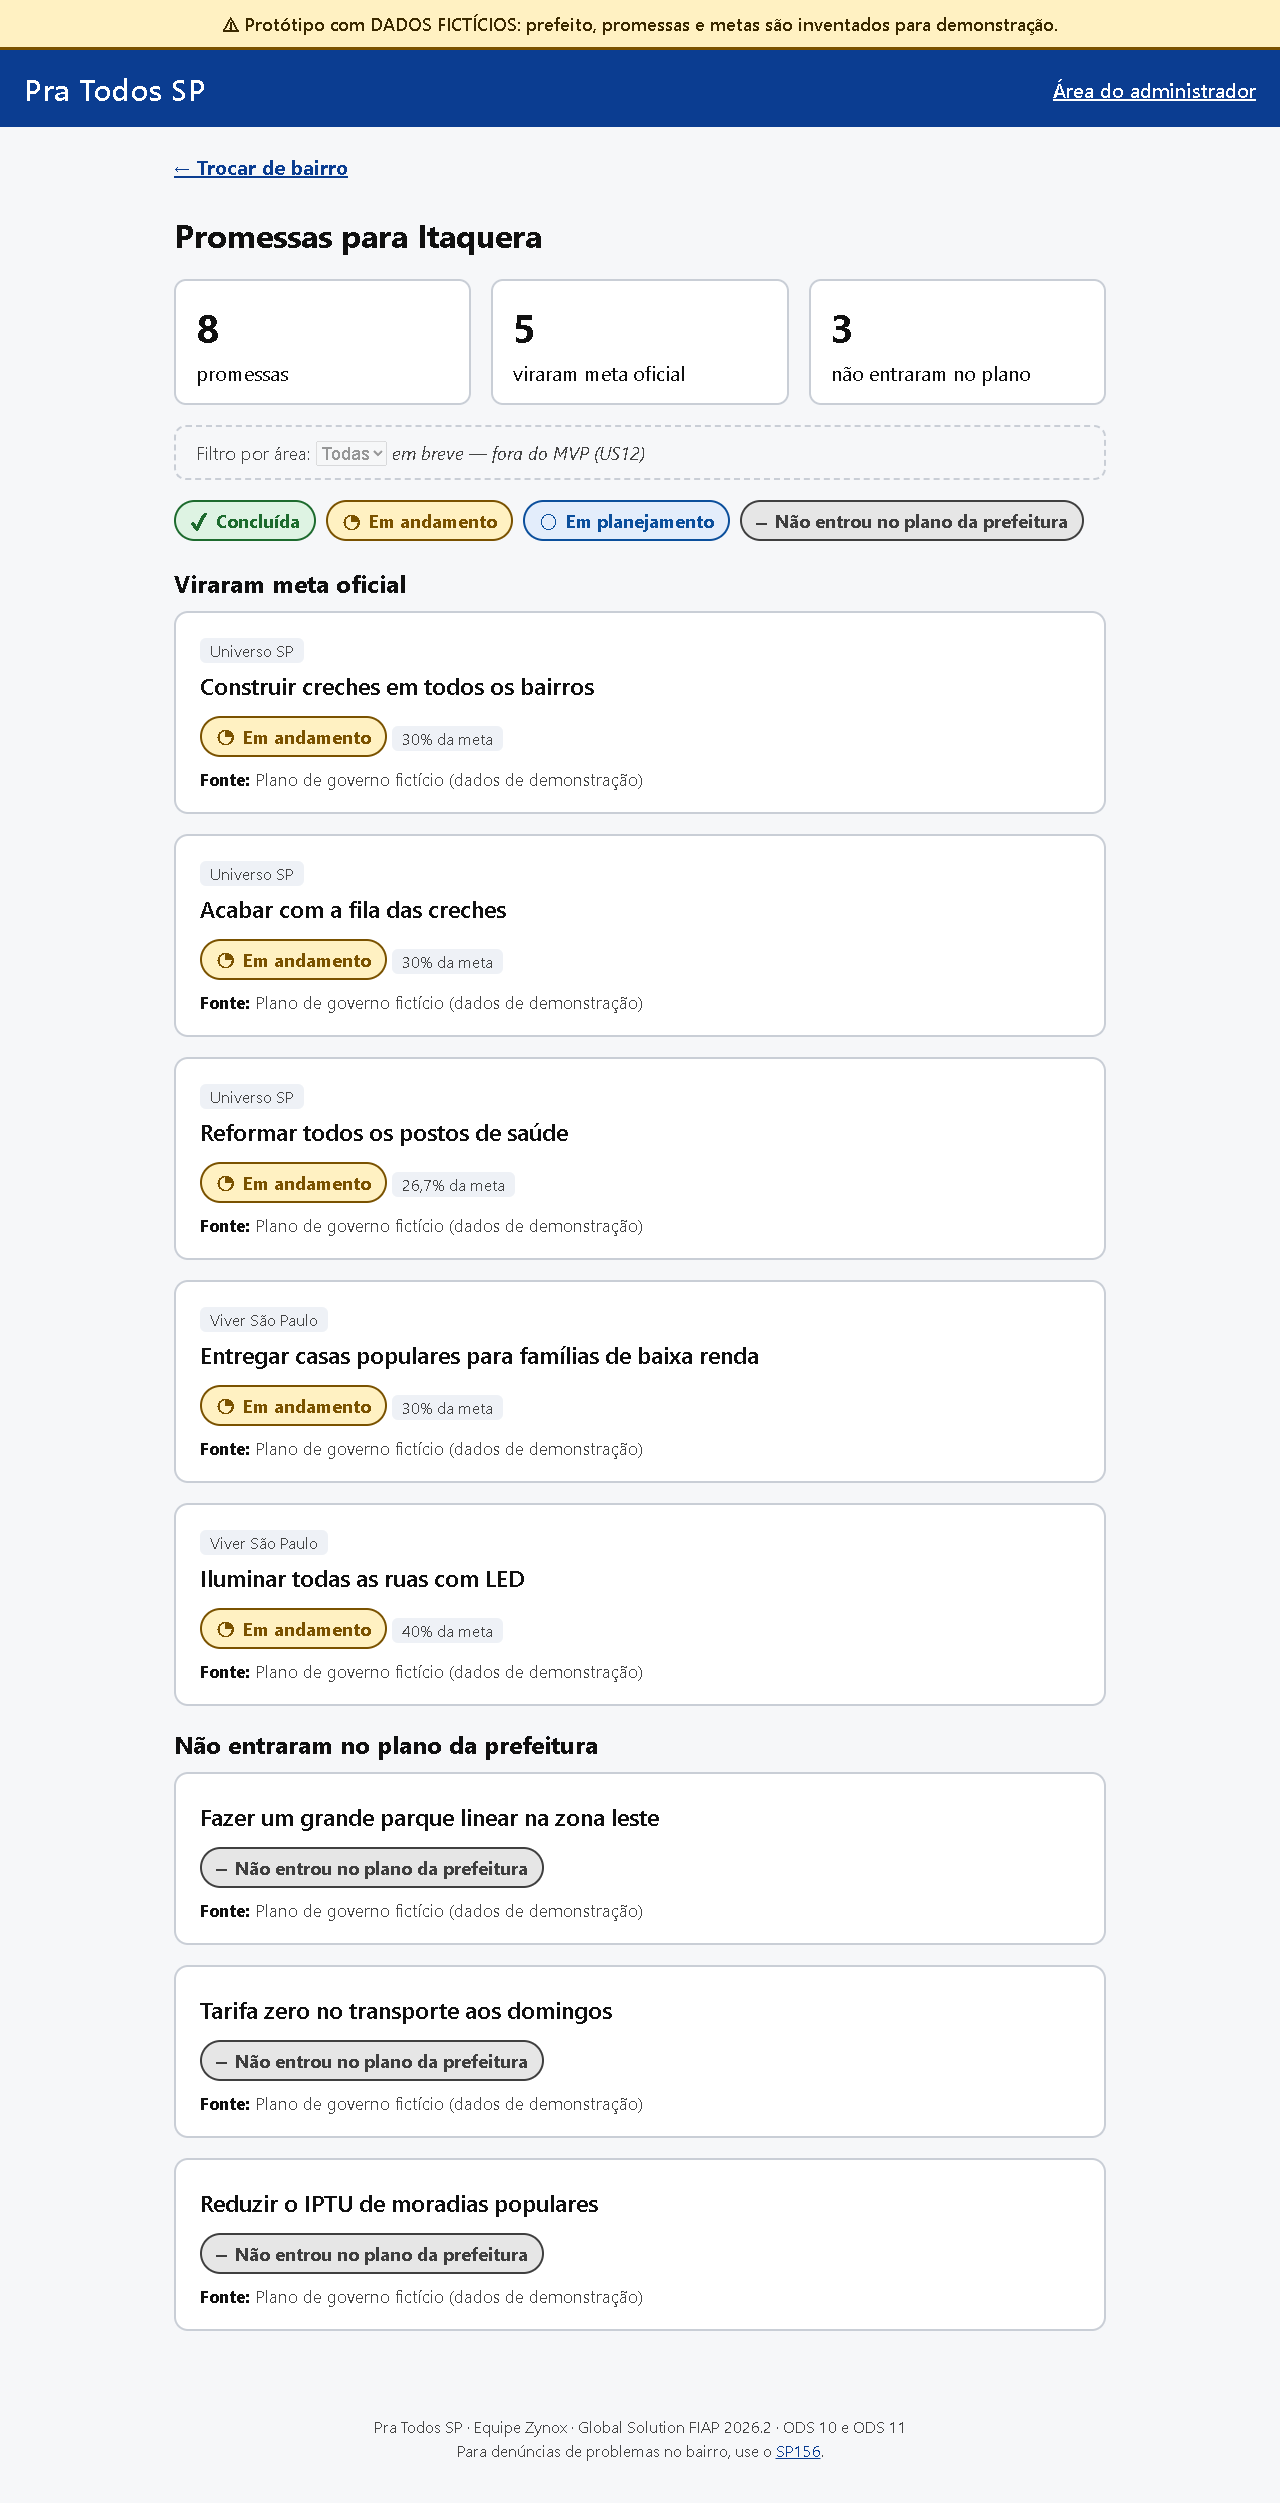 ⚠ Protótipo com DADOS FICTÍCIOS: prefeito, promessas e metas são inventados para demonstração.
Pra Todos SP
Área do administrador
← Trocar de bairro
Promessas para Itaquera
8
promessas
5
viraram meta oficial
3
não entraram no plano
Filtro por área: Todas em breve — fora do MVP (US12)
✔ Concluída
◔ Em andamento
○ Em planejamento
– Não entrou no plano da prefeitura
Viraram meta oficial
Universo SP
Construir creches em todos os bairros
◔ Em andamento 30% da meta
Fonte: Plano de governo fictício (dados de demonstração)
Universo SP
Acabar com a fila das creches
◔ Em andamento 30% da meta
Fonte: Plano de governo fictício (dados de demonstração)
Universo SP
Reformar todos os postos de saúde
◔ Em andamento 26,7% da meta
Fonte: Plano de governo fictício (dados de demonstração)
Viver São Paulo
Entregar casas populares para famílias de baixa renda
◔ Em andamento 30% da meta
Fonte: Plano de governo fictício (dados de demonstração)
Viver São Paulo
Iluminar todas as ruas com LED
◔ Em andamento 40% da meta
Fonte: Plano de governo fictício (dados de demonstração)
Não entraram no plano da prefeitura
Fazer um grande parque linear na zona leste
– Não entrou no plano da prefeitura
Fonte: Plano de governo fictício (dados de demonstração)
Tarifa zero no transporte aos domingos
– Não entrou no plano da prefeitura
Fonte: Plano de governo fictício (dados de demonstração)
Reduzir o IPTU de moradias populares
– Não entrou no plano da prefeitura
Fonte: Plano de governo fictício (dados de demonstração)
Pra Todos SP · Equipe Zynox · Global Solution FIAP 2026.2 · ODS 10 e ODS 11
Para denúncias de problemas no bairro, use o SP156.